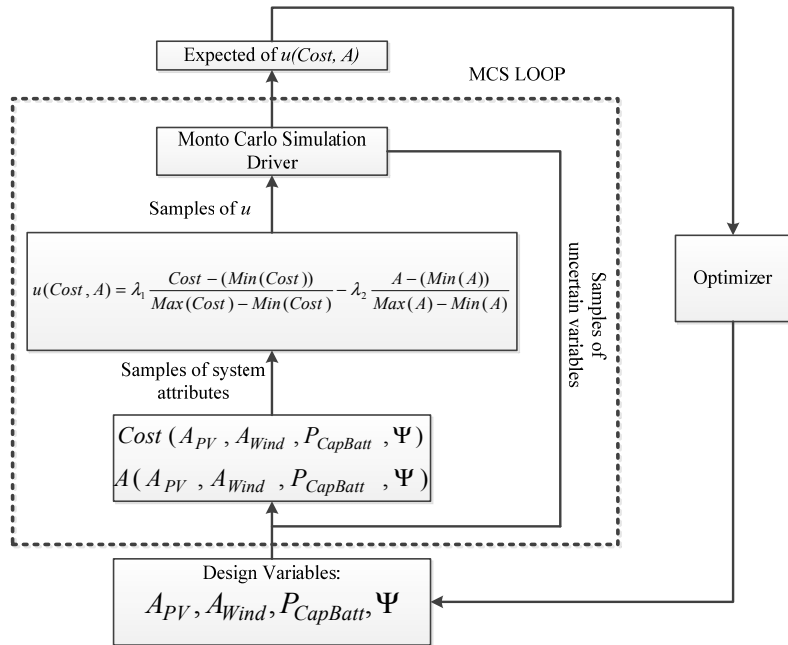 Expected of u(Cost, A)
MCS LOOP
Monto Carlo Simulation
Driver
Samples of u
u(Cost, A) = λ₁ (Cost − (Min(Cost))) / (Max(Cost) − Min(Cost)) − λ₂ (A − (Min(A))) / (Max(A) − Min(A))
Samples of
uncertain variables
Optimizer
Samples of system
attributes
Cost (A_PV , A_Wind , P_CapBatt , Ψ)
A( A_PV , A_Wind , P_CapBatt , Ψ )
Design Variables:
A_PV, A_Wind, P_CapBatt, Ψ